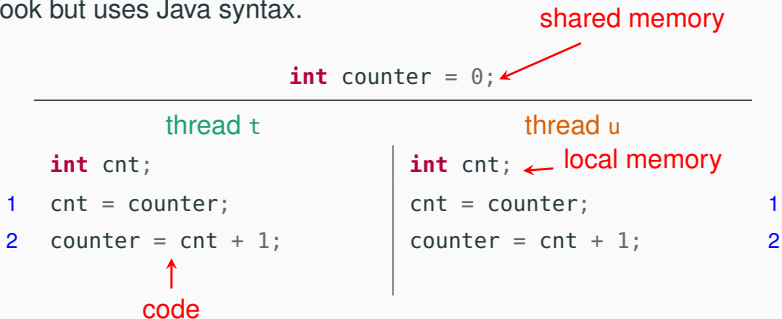 ook but uses Java syntax.
shared memory
int counter = 0;
thread t thread u
int cnt; int cnt; local memory
1 cnt = counter; cnt = counter; 1
2 counter = cnt + 1; counter = cnt + 1; 2
code